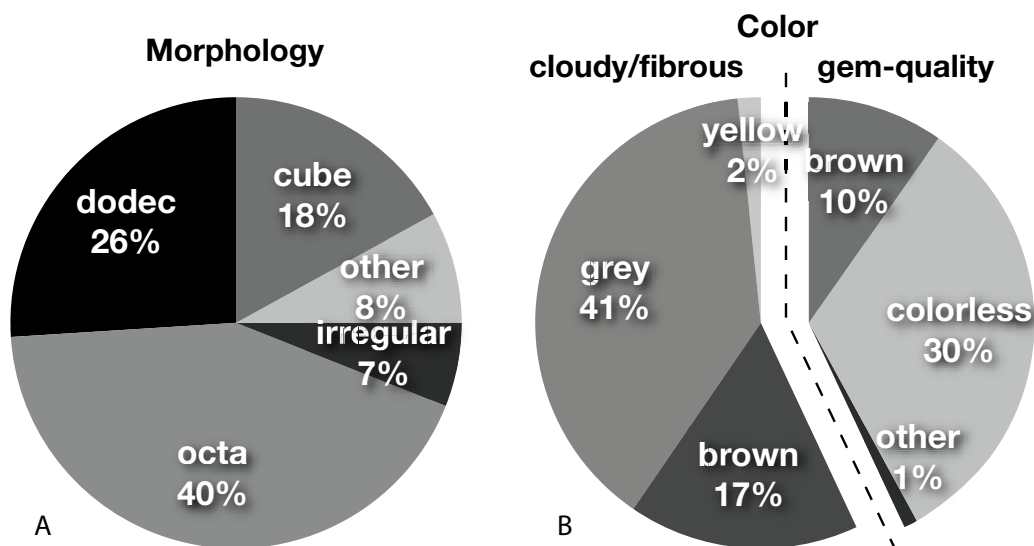 Morphology
dodec
26%
cube
18%
other
8%
irregular
7%
octa
40%
A
Color
cloudy/fibrous
gem-quality
yellow
2%
brown
10%
grey
41%
colorless
30%
other
1%
brown
17%
B